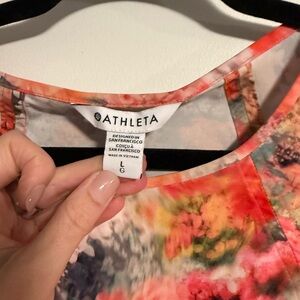 ATHLETA
DESIGNED IN
SAN FRANCISCO
CONÇU À
SAN FRANCISCO
MADE IN VIETNAM
L
G